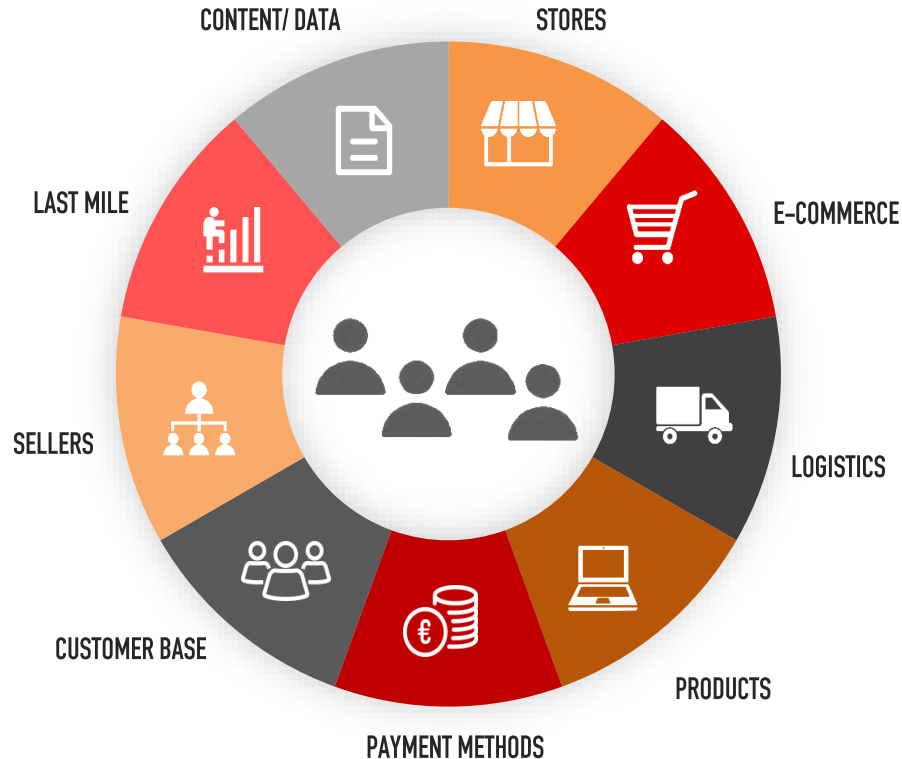 CONTENT/ DATA
STORES
LAST MILE
E-COMMERCE
SELLERS
LOGISTICS
CUSTOMER BASE
PRODUCTS
PAYMENT METHODS
€